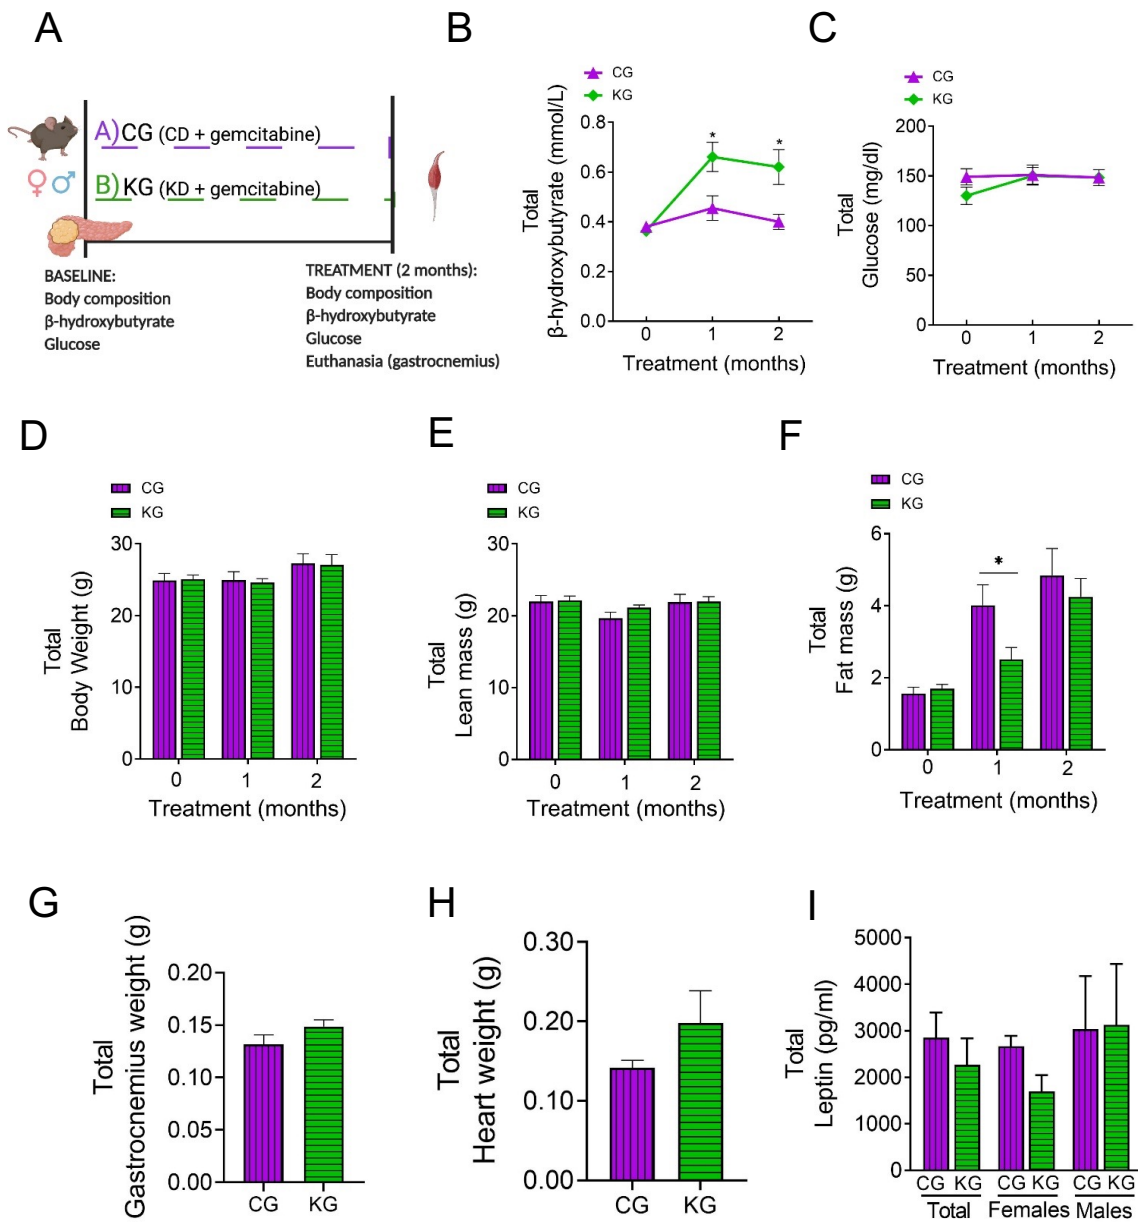 A
A) CG (CD + gemcitabine)
B) KG (KD + gemcitabine)
BASELINE:
Body composition
β-hydroxybutyrate
Glucose
TREATMENT (2 months):
Body composition
β-hydroxybutyrate
Glucose
Euthanasia (gastrocnemius)
B
CG
KG
Total
β-hydroxybutyrate (mmol/L)
0.8
0.6
0.4
0.2
0.0
* *
0 1 2
Treatment (months)
C
CG
KG
Total
Glucose (mg/dl)
200
150
100
50
0
0 1 2
Treatment (months)
D
CG
KG
Total
Body Weight (g)
30
20
10
0
0 1 2
Treatment (months)
E
CG
KG
Total
Lean mass (g)
30
20
10
0
0 1 2
Treatment (months)
F
CG
KG
Total
Fat mass (g)
6
4
2
0
*
0 1 2
Treatment (months)
G
Total
Gastrocnemius weight (g)
0.20
0.15
0.10
0.05
0.00
CG KG
H
Total
Heart weight (g)
0.30
0.20
0.10
0.00
CG KG
I
Total
Leptin (pg/ml)
5000
4000
3000
2000
1000
0
CG KG CG KG CG KG
Total Females Males